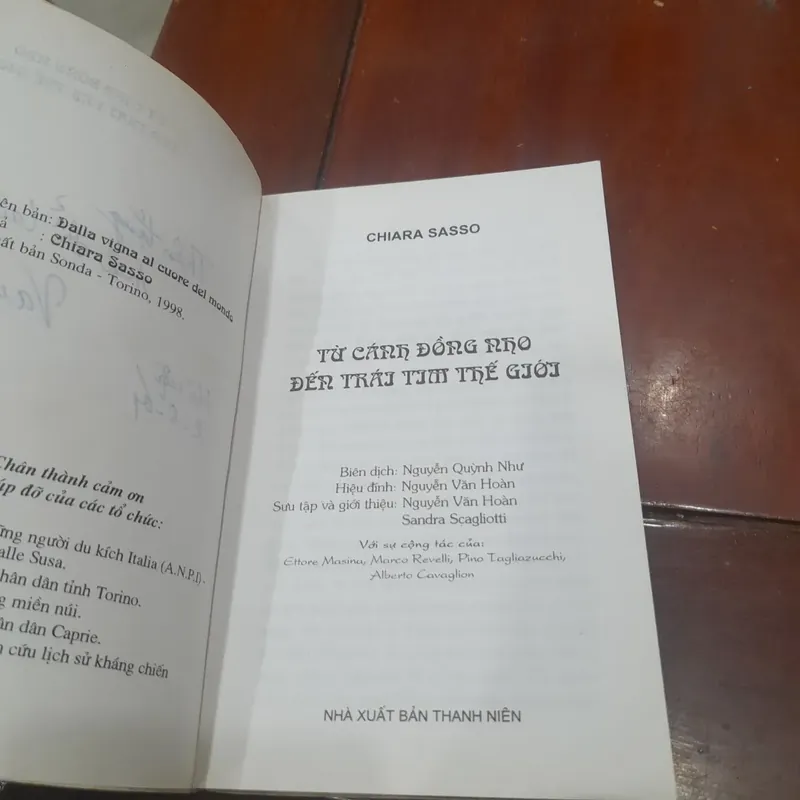 ên bản: Dalla vigna al cuore del mondo
ả : Chiara Sasso
ất bản Sonda - Torino, 1998.
Chân thành cảm ơn
úp đỡ của các tổ chức:
ững người du kích Italia (A.N.P.I).
alle Susa.
hân dân tỉnh Torino.
g miền núi.
ân dân Caprie.
n cứu lịch sử kháng chiến
CHIARA SASSO
TỪ CÁNH ĐỒNG NHO
ĐẾN TRÁI TIM THẾ GIỚI
Biên dịch: Nguyễn Quỳnh Như
Hiệu đính: Nguyễn Văn Hoàn
Sưu tập và giới thiệu: Nguyễn Văn Hoàn
Sandra Scagliotti
Với sự cộng tác của:
Ettore Masina, Marco Revelli, Pino Tagliazucchi,
Alberto Cavaglion
NHÀ XUẤT BẢN THANH NIÊN